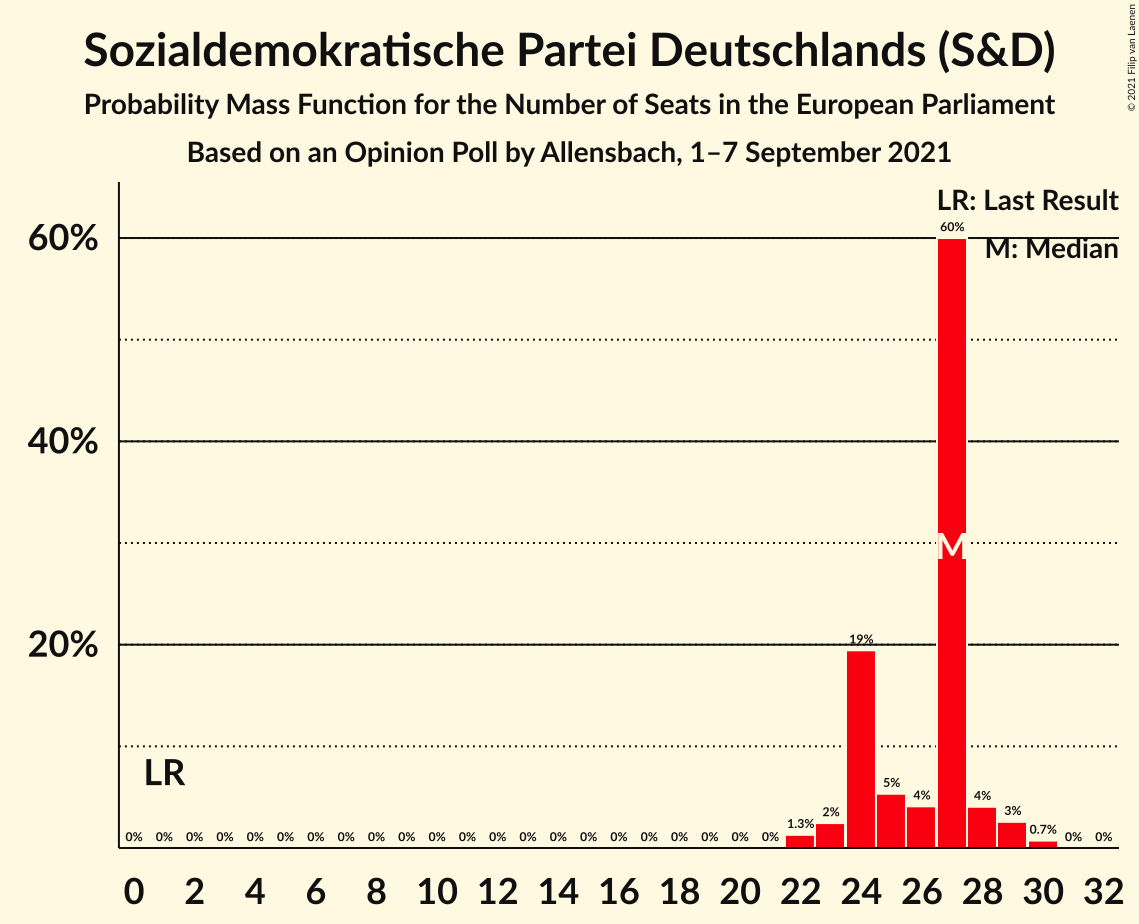 Sozialdemokratische Partei Deutschlands (S&D)
Probability Mass Function for the Number of Seats in the European Parliament
Based on an Opinion Poll by Allensbach, 1–7 September 2021
© 2021 Filip van Laenen
LR: Last Result
M: Median
60%
40%
20%
60%
M
19%
LR
0% 0% 0% 0% 0% 0% 0% 0% 0% 0% 0% 0% 0% 0% 0% 0% 0% 0% 0% 0% 0% 0% 1.3% 2% 5% 4% 4% 3% 0.7% 0% 0%
0 2 4 6 8 10 12 14 16 18 20 22 24 26 28 30 32